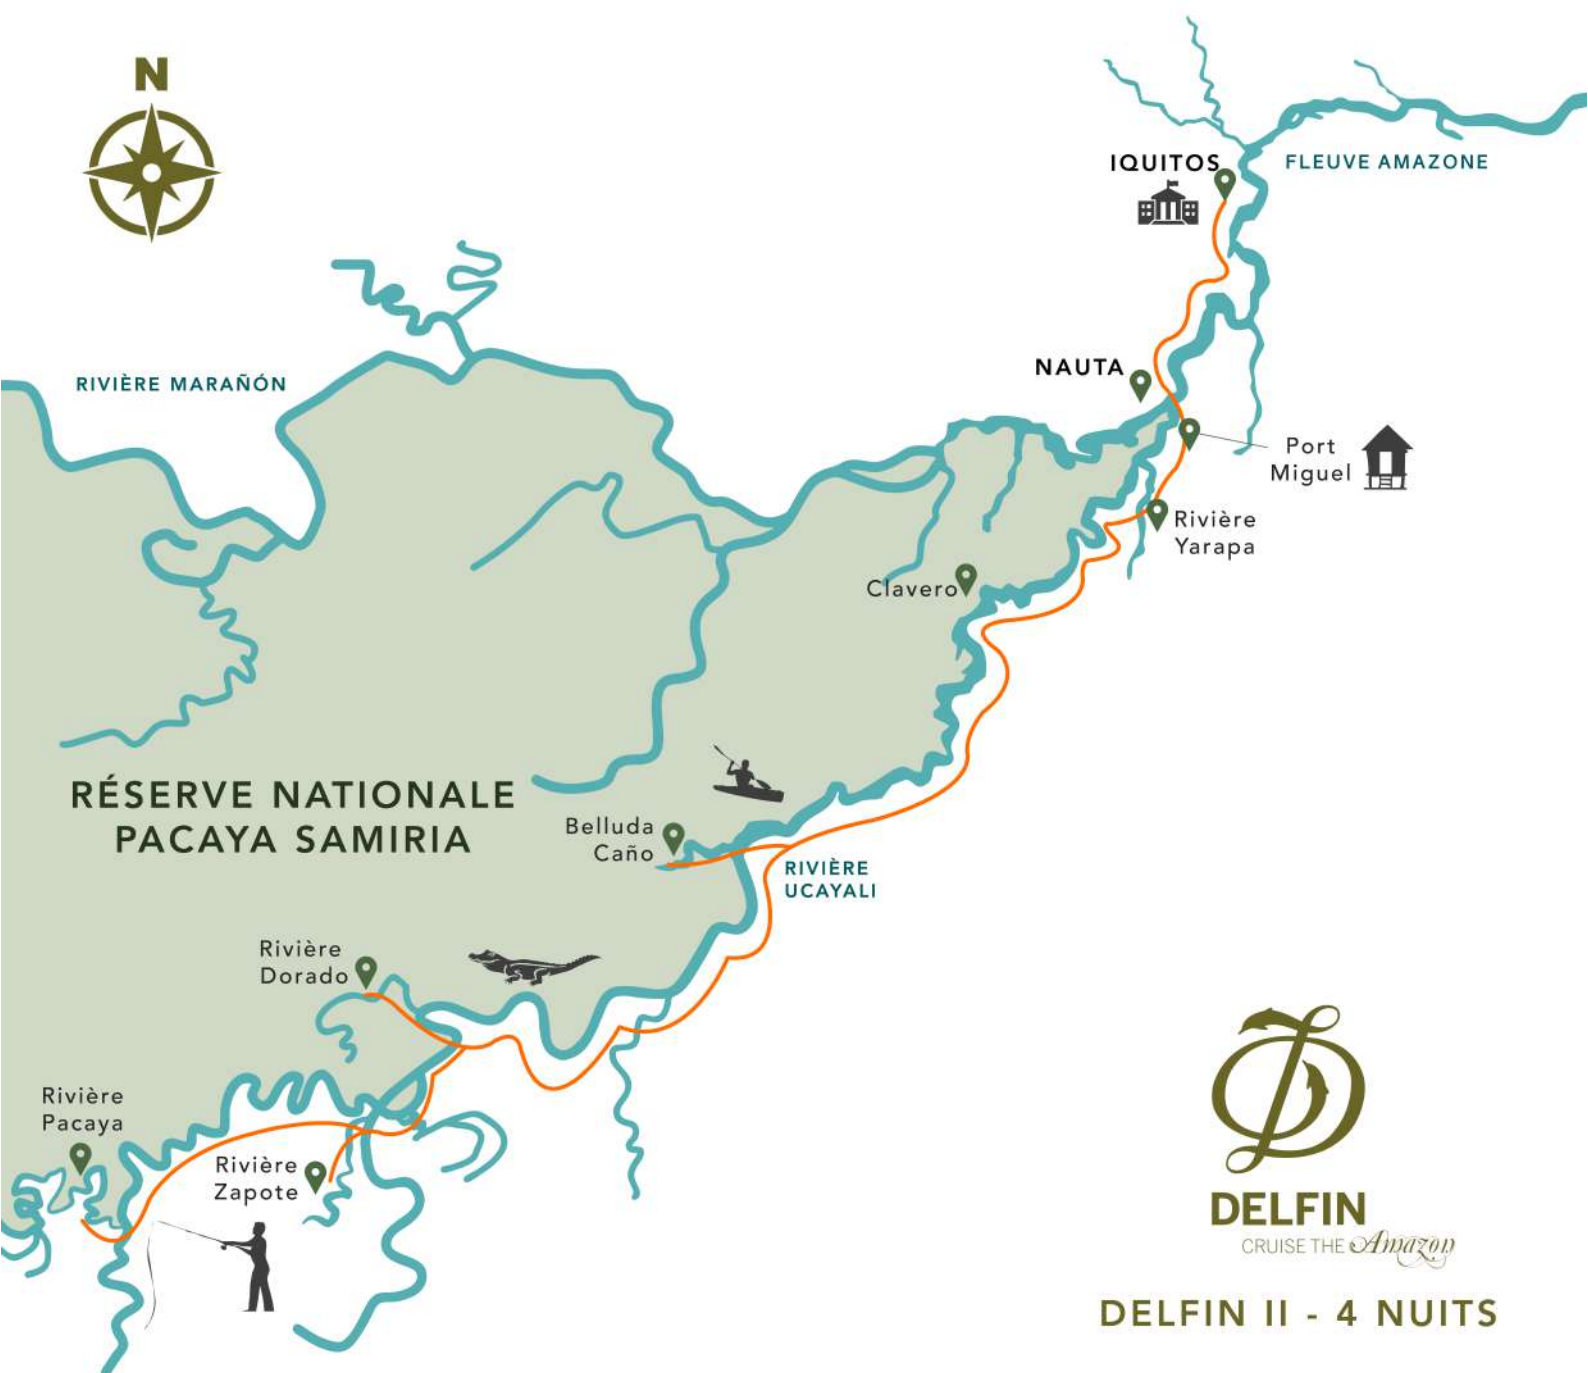 N
IQUITOS
FLEUVE AMAZONE
NAUTA
RIVIÈRE MARAÑÓN
Port
Miguel
Rivière
Yarapa
Clavero
RÉSERVE NATIONALE
PACAYA SAMIRIA
Belluda
Caño
RIVIÈRE
UCAYALI
Rivière
Dorado
Rivière
Pacaya
Rivière
Zapote
DELFIN
CRUISE THE Amazon
DELFIN II - 4 NUITS